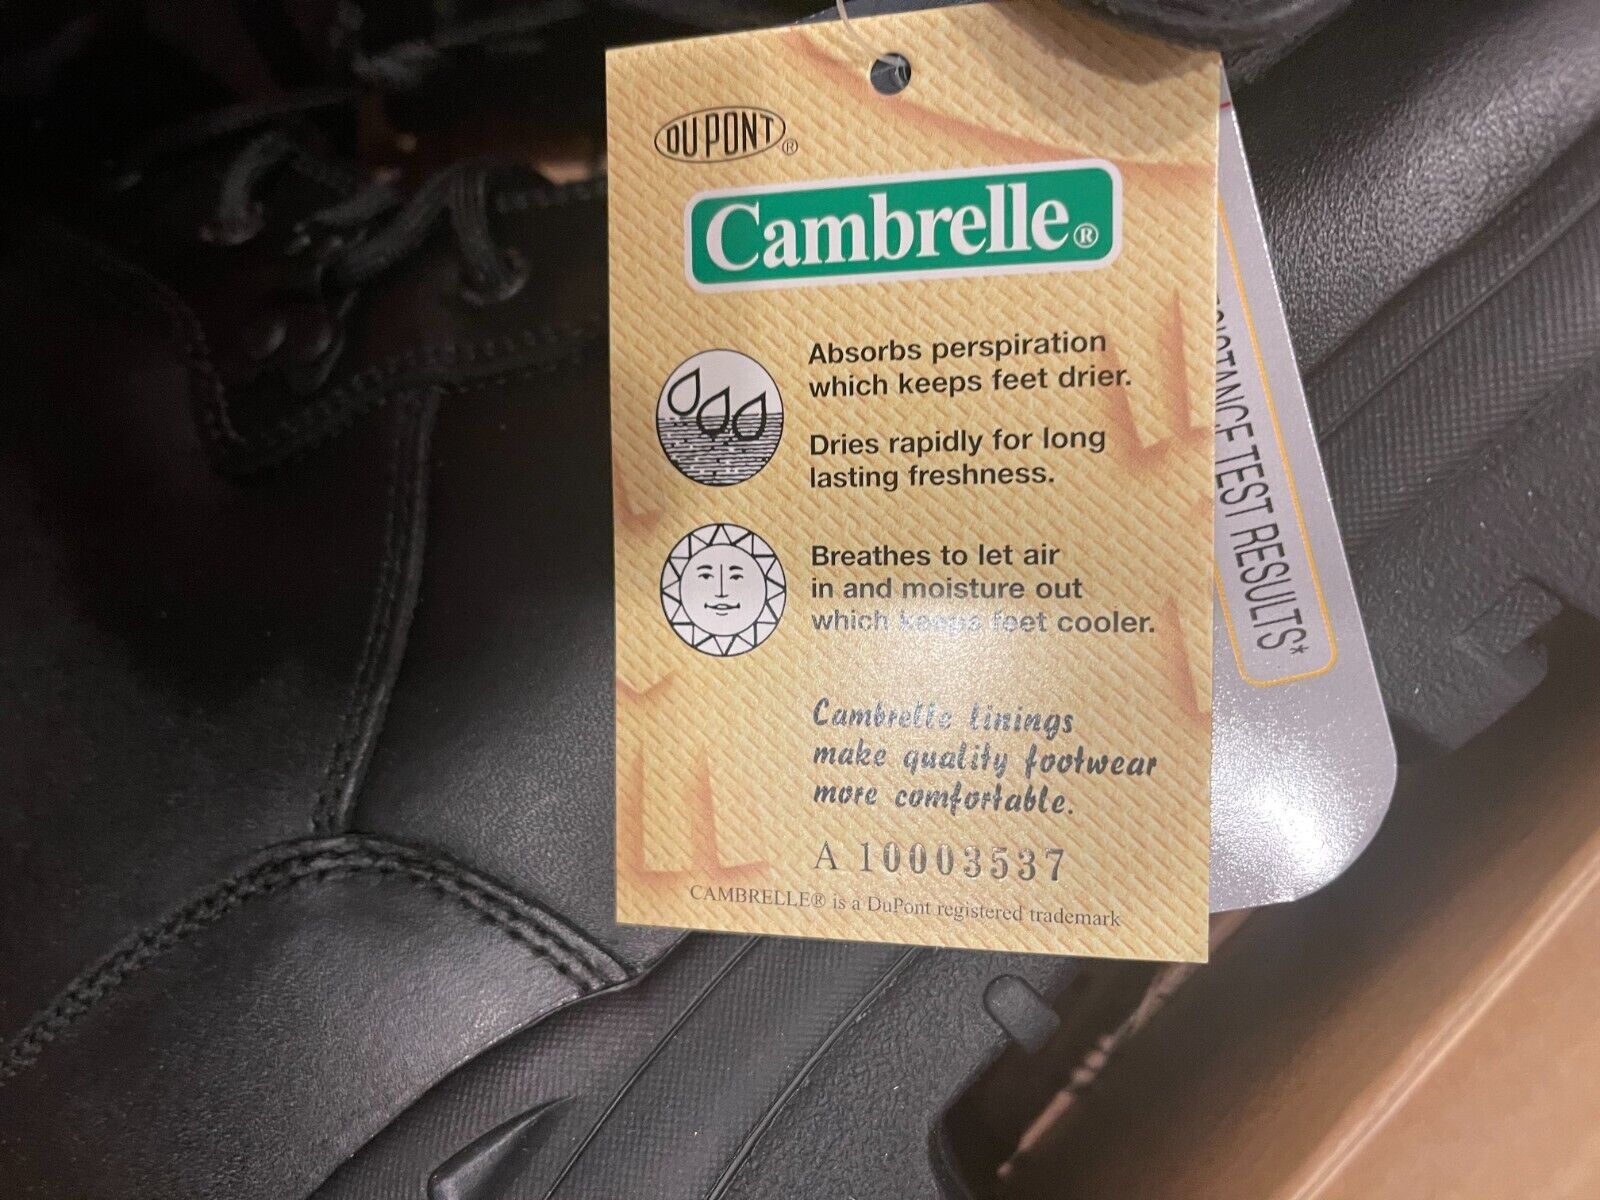 DU PONT®
Cambrelle®
Absorbs perspiration
which keeps feet drier.
Dries rapidly for long
lasting freshness.
Breathes to let air
in and moisture out
which keeps feet cooler.
Cambrelle linings
make quality footwear
more comfortable.
A 10003537
CAMBRELLE® is a DuPont registered trademark
TEST RESULTS*